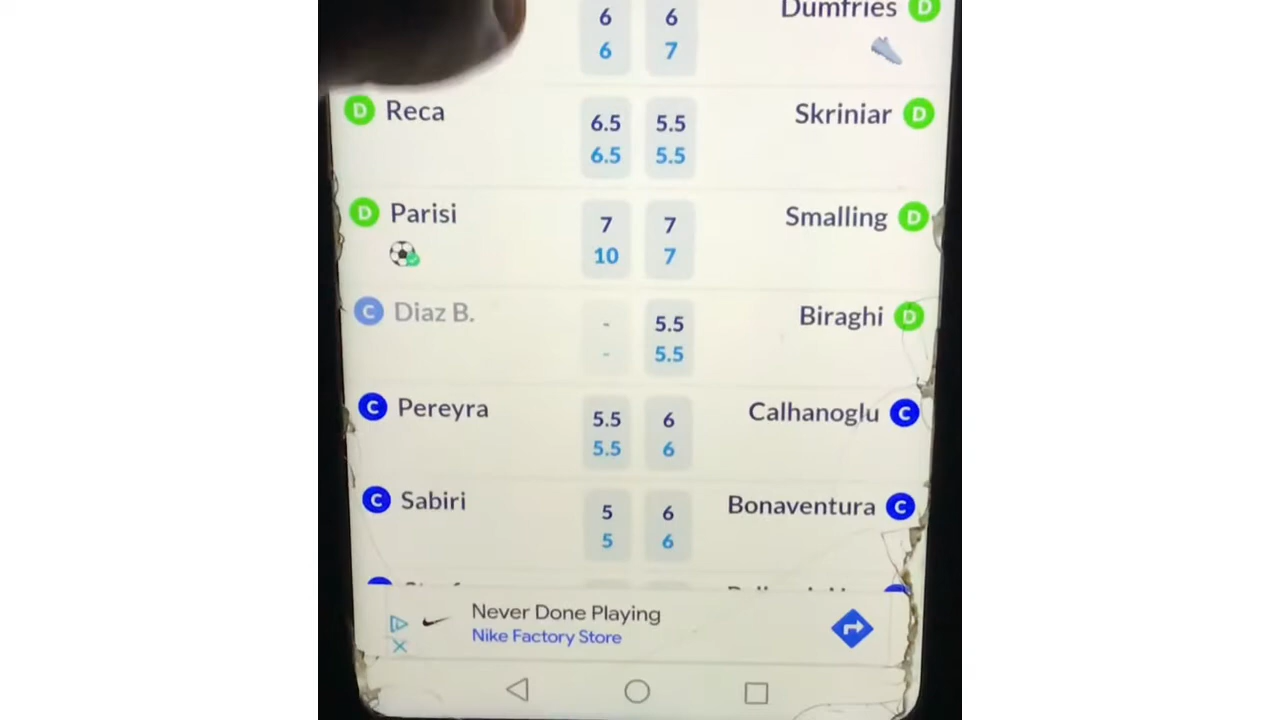 6 6 Dumfries D
6 7
D Reca 6.5 5.5 Skriniar D
6.5 5.5
D Parisi 7 7 Smalling D
10 7
C Diaz B. - 5.5 Biraghi D
- 5.5
C Pereyra 5.5 6 Calhanoglu C
5.5 6
C Sabiri 5 6 Bonaventura C
5 6
Never Done Playing
Nike Factory Store